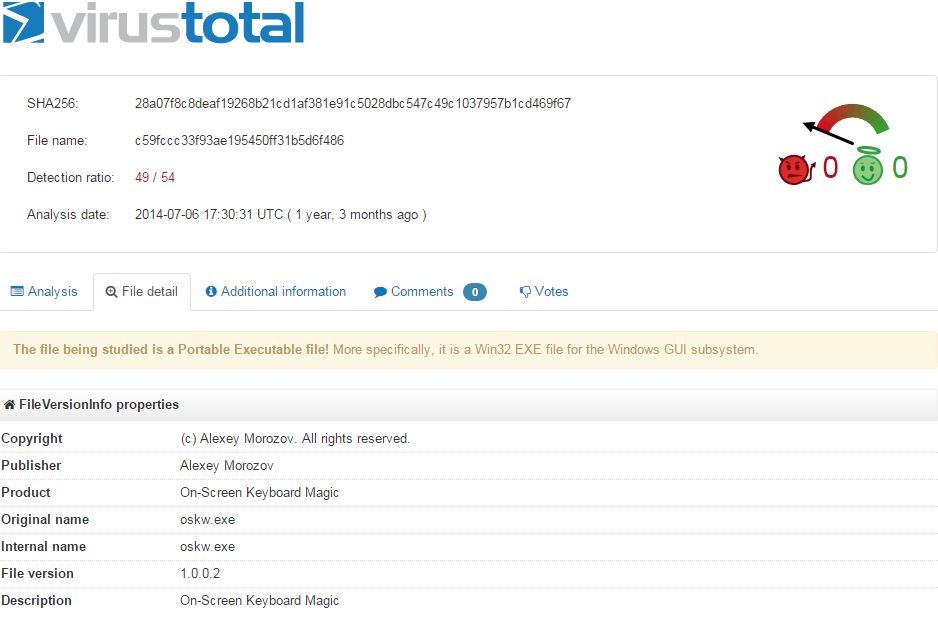 virustotal
SHA256: 28a07f8c8deaf19268b21cd1af381e91c5028dbc547c49c1037957b1cd469f67
File name: c59fccc33f93ae195450ff31b5d6f486
Detection ratio: 49 / 54
Analysis date: 2014-07-06 17:30:31 UTC ( 1 year, 3 months ago )
0 0
Analysis File detail Additional information Comments 0 Votes
The file being studied is a Portable Executable file! More specifically, it is a Win32 EXE file for the Windows GUI subsystem.
FileVersionInfo properties
Copyright (c) Alexey Morozov. All rights reserved.
Publisher Alexey Morozov
Product On-Screen Keyboard Magic
Original name oskw.exe
Internal name oskw.exe
File version 1.0.0.2
Description On-Screen Keyboard Magic